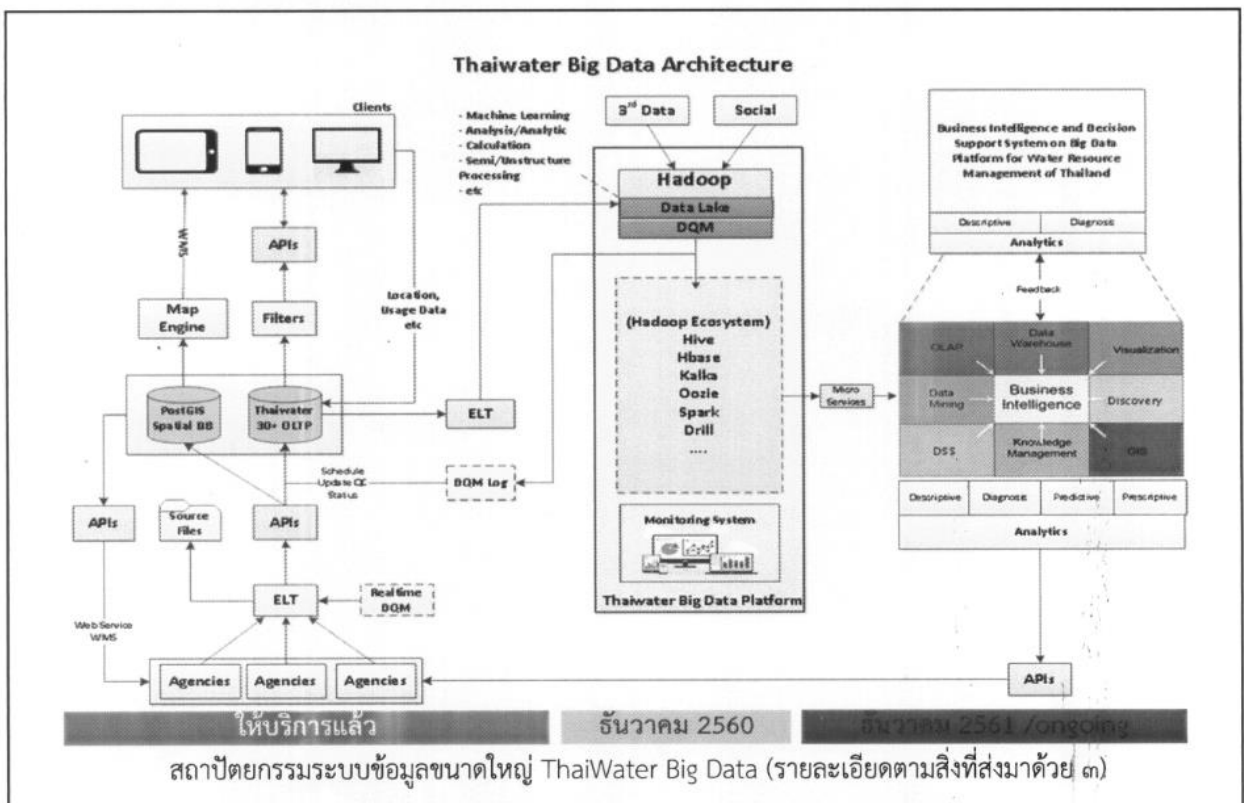 Thaiwater Big Data Architecture
Clients
WMS
APIs
Map
Engine
Filters
Location,
Usage Data
etc
PostGIS
Spatial DB
Thaiwater
30+ OLTP
ELT
Schedule
Update QC
Status
DQM Log
APIs
Source
Files
APIs
ELT
Realtime
DQM
Web Service
WMS
Agencies
Agencies
Agencies
- Machine Learning
- Analysis/Analytic
- Calculation
- Semi/Unstructure
Processing
- etc
3rd Data
Social
Hadoop
Data Lake
DQM
(Hadoop Ecosystem)
Hive
Hbase
Kalka
Oozie
Spark
Drill
....
Monitoring System
Thaiwater Big Data Platform
Micro
Services
Business Intelligence and Decision
Support System on Big Data
Platform for Water Resource
Management of Thailand
Descriptive
Diagnosis
Analytics
Feedback
OLAP
Data
Warehouse
Visualization
Data
Mining
Business
Intelligence
Discovery
DSS
Knowledge
Management
GIS
Descriptive
Diagnosis
Predictive
Prescriptive
Analytics
APIs
ให้บริการแล้ว
ธันวาคม 2560
ธันวาคม 2561 /ongoing
สถาปัตยกรรมระบบข้อมูลขนาดใหญ่ ThaiWater Big Data (รายละเอียดตามสิ่งที่ส่งมาด้วย ๓)